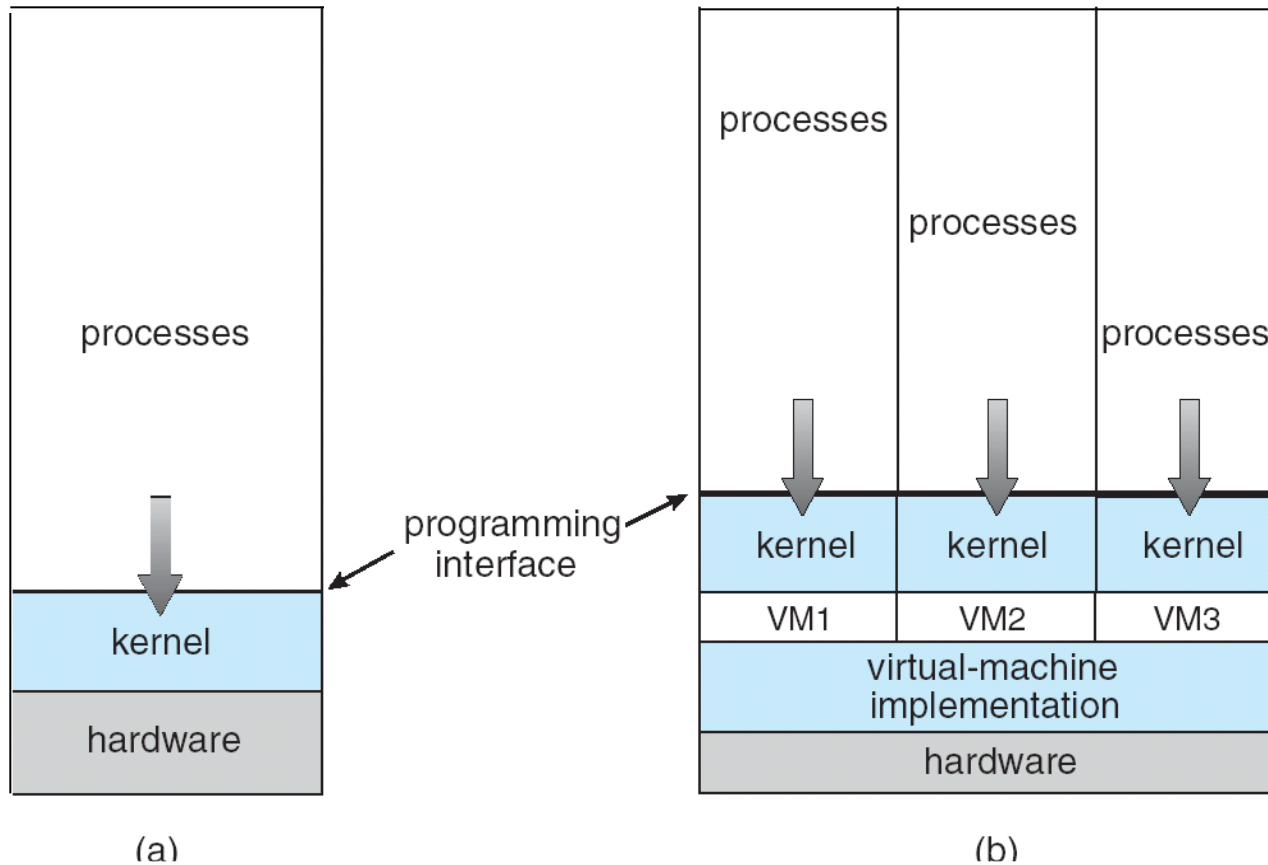 processes
kernel
hardware
(a)
programming
interface
processes
processes
processes
kernel
kernel
kernel
VM1
VM2
VM3
virtual-machine
implementation
hardware
(b)